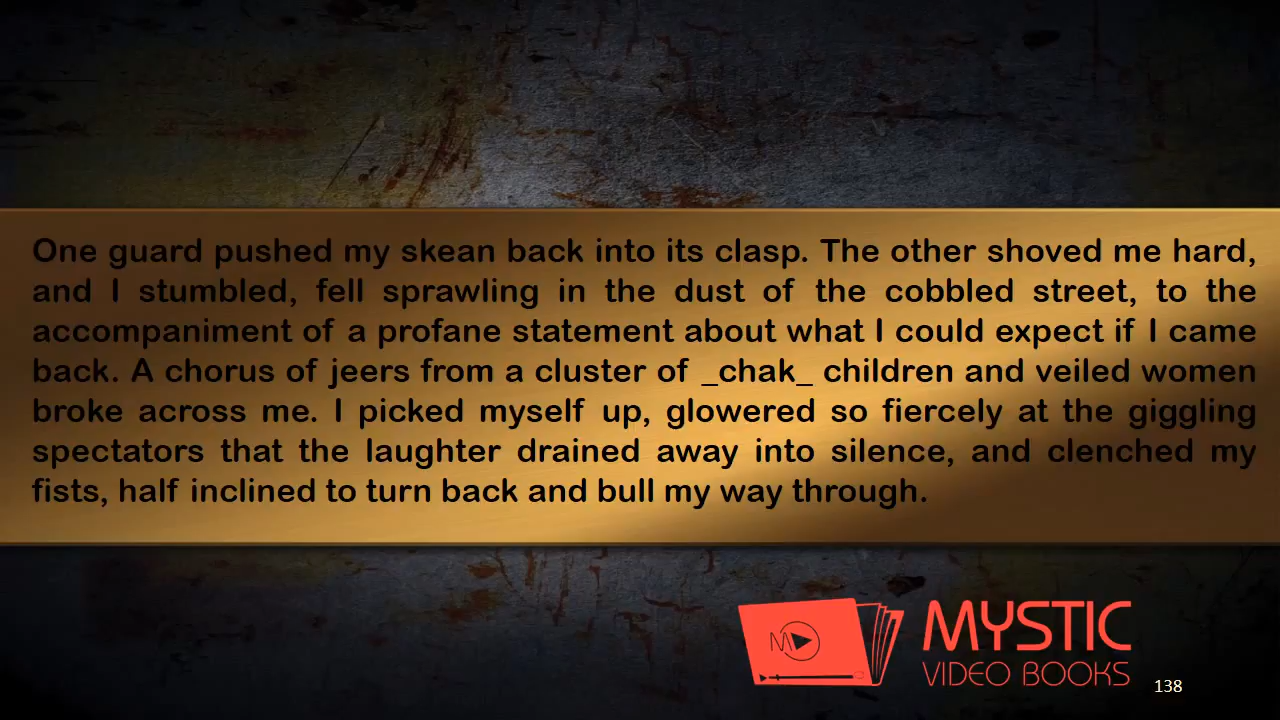 One guard pushed my skean back into its clasp. The other shoved me hard,
and I stumbled, fell sprawling in the dust of the cobbled street, to the
accompaniment of a profane statement about what I could expect if I came
back. A chorus of jeers from a cluster of _chak_ children and veiled women
broke across me. I picked myself up, glowered so fiercely at the giggling
spectators that the laughter drained away into silence, and clenched my
fists, half inclined to turn back and bull my way through.
MYSTIC
VIDEO BOOKS
138